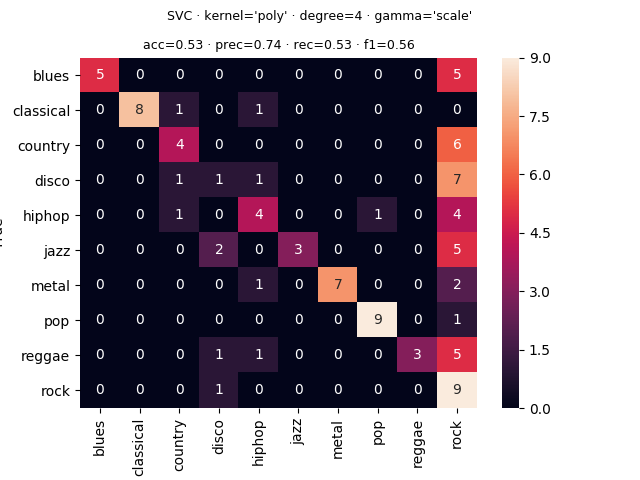 SVC · kernel='poly' · degree=4 · gamma='scale'
acc=0.53 · prec=0.74 · rec=0.53 · f1=0.56
blues 5 0 0 0 0 0 0 0 0 5
classical 0 8 1 0 1 0 0 0 0 0
country 0 0 4 0 0 0 0 0 0 6
disco 0 0 1 1 1 0 0 0 0 7
hiphop 0 0 1 0 4 0 0 1 0 4
jazz 0 0 0 2 0 3 0 0 0 5
metal 0 0 0 0 1 0 7 0 0 2
pop 0 0 0 0 0 0 0 9 0 1
reggae 0 0 0 1 1 0 0 0 3 5
rock 0 0 0 1 0 0 0 0 0 9
blues classical country disco hiphop jazz metal pop reggae rock
9.0
7.5
6.0
4.5
3.0
1.5
0.0